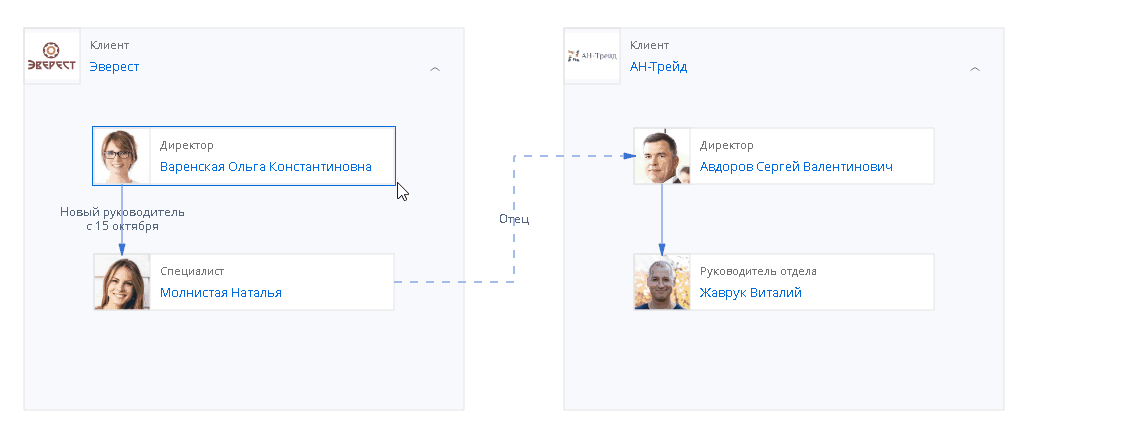 ЭВЕРЕСТ
Клиент
Эверест
АН-Трейд
Клиент
АН-Трейд
Директор
Варенская Ольга Константиновна
Директор
Авдоров Сергей Валентинович
Новый руководитель
с 15 октября
Отец
Специалист
Молнистая Наталья
Руководитель отдела
Жаврук Виталий